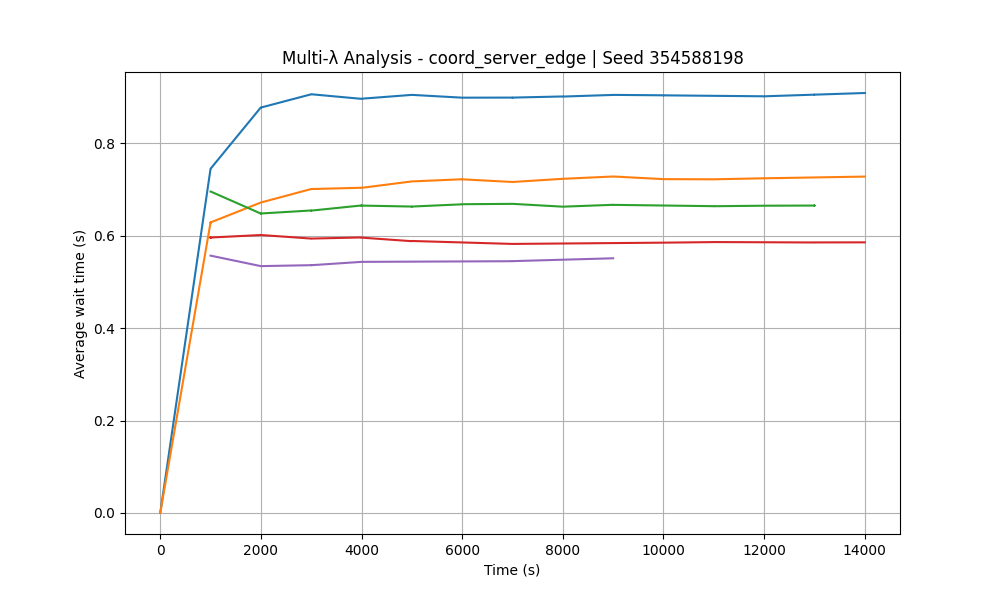 Multi-λ Analysis - coord_server_edge | Seed 354588198
Average wait time (s)
0.8
0.6
0.4
0.2
0.0
0 2000 4000 6000 8000 10000 12000 14000
Time (s)